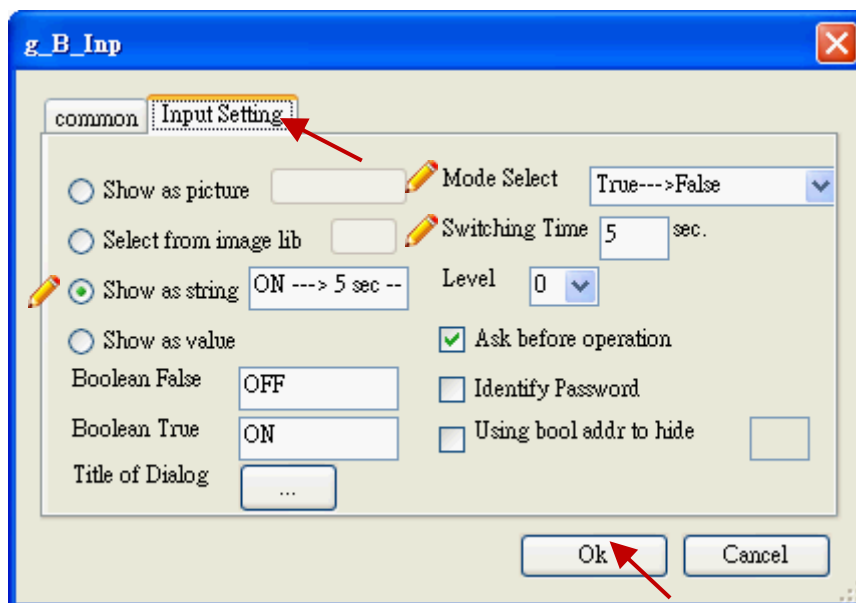 g_B_Inp
common
Input Setting
Show as picture
Select from image lib
Show as string
ON ---> 5 sec --
Show as value
Boolean False
OFF
Boolean True
ON
Title of Dialog
...
Mode Select
True--->False
Switching Time
5
sec.
Level
0
Ask before operation
Identify Password
Using bool addr to hide
Ok
Cancel